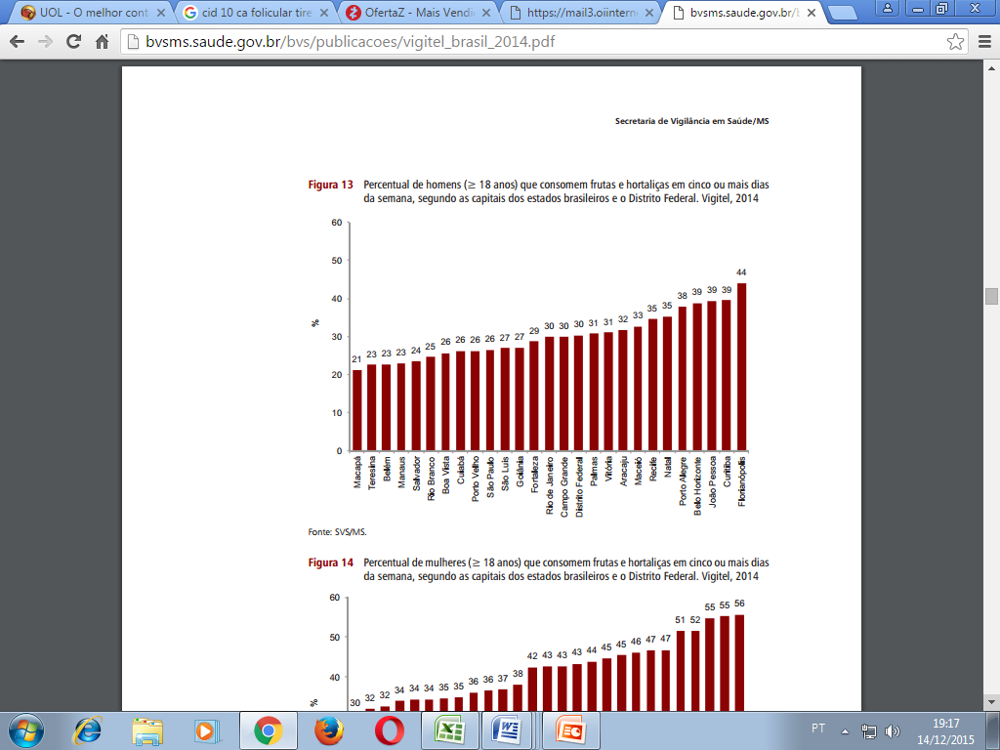 UOL - O melhor cont
cid 10 ca folicular tire
OfertaZ - Mais Vendi
https://mail3.oiintern
bvsms.saude.gov.br/b
bvsms.saude.gov.br/bvs/publicacoes/vigitel_brasil_2014.pdf
Secretaria de Vigilância em Saúde/MS
Figura 13 Percentual de homens (≥ 18 anos) que consomem frutas e hortaliças em cinco ou mais dias
da semana, segundo as capitais dos estados brasileiros e o Distrito Federal. Vigitel, 2014
60
50
40
30
20
10
0
%
21 23 23 23 24 25 26 26 26 26 27 27 29 30 30 30 31 31 32 33 35 35 38 39 39 39 44
Macapá
Teresina
Belém
Manaus
Salvador
Rio Branco
Boa Vista
Cuiabá
Porto Velho
São Paulo
São Luís
Goiânia
Fortaleza
Rio de Janeiro
Campo Grande
Distrito Federal
Palmas
Vitória
Aracaju
Maceió
Recife
Natal
Porto Alegre
Belo Horizonte
João Pessoa
Curitiba
Florianópolis
Fonte: SVS/MS.
Figura 14 Percentual de mulheres (≥ 18 anos) que consomem frutas e hortaliças em cinco ou mais dias
da semana, segundo as capitais dos estados brasileiros e o Distrito Federal. Vigitel, 2014
60
50
40
%
30 32 32 34 34 34 35 35 36 36 37 38 42 43 43 43 44 45 45 46 47 47 51 52 55 55 56
PT
19:17
14/12/2015